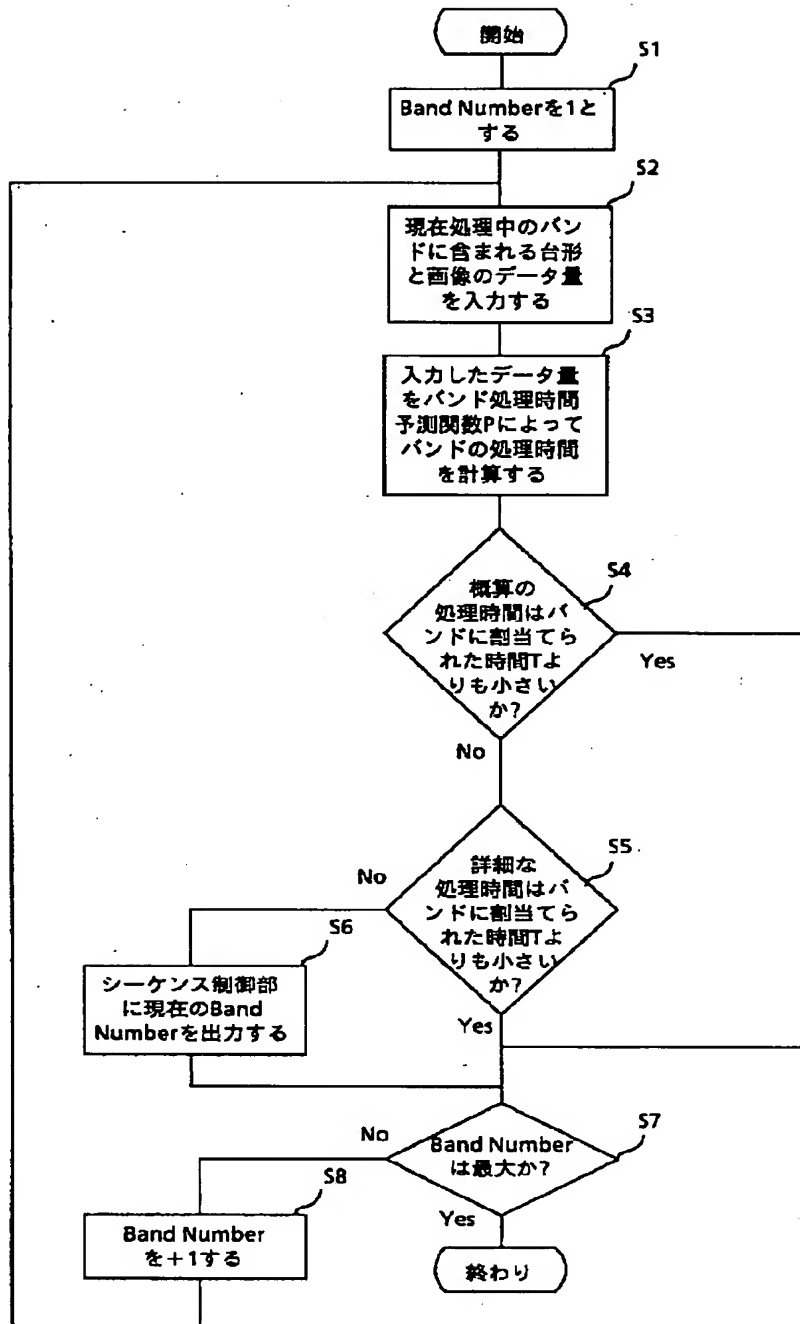 開始
S1
Band Numberを1と
する
S2
現在処理中のバン
ドに含まれる台形
と画像のデータ量
を入力する
S3
入力したデータ量
をバンド処理時間
予測関数Pによって
バンドの処理時間
を計算する
S4
概算の
処理時間はバ
ンドに割当てら
れた時間Tよ
りも小さい
か?
Yes
No
S5
詳細な
処理時間はバ
ンドに割当てら
れた時間Tよ
りも小さい
か?
No
S6
シーケンス制御部
に現在のBand
Numberを出力する
Yes
S7
Band Number
は最大か?
No
S8
Band Number
を+1する
Yes
終わり